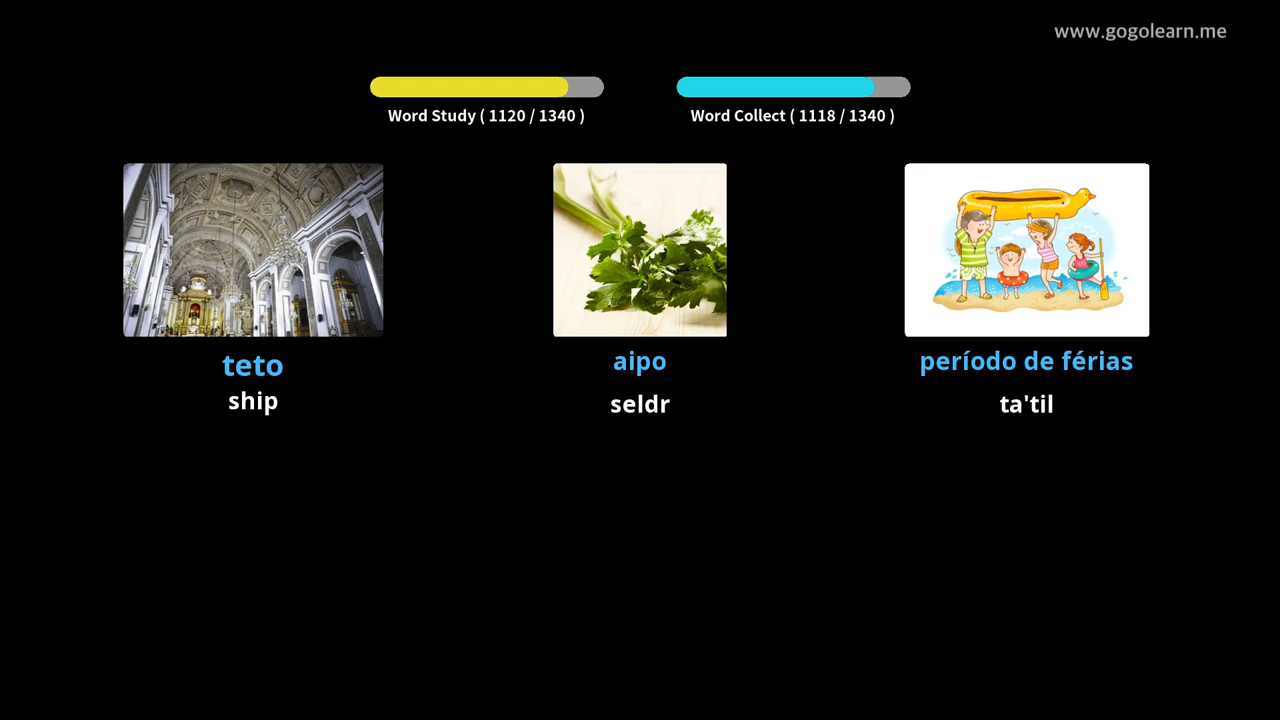 www.gogolearn.me
Word Study ( 1120 / 1340 )
Word Collect ( 1118 / 1340 )
teto
ship
aipo
seldr
período de férias
ta'til